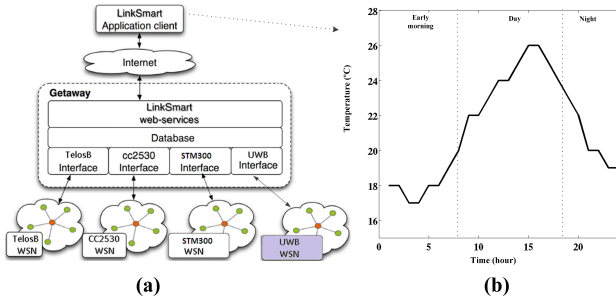 LinkSmart
Application client
Internet
Getaway
LinkSmart
web-services
Database
TelosB
Interface
cc2530
Interface
STM300
Interface
UWB
Interface
TelosB
WSN
CC2530
WSN
STM300
WSN
UWB
WSN
(a)
Early
morning
Day
Night
Temperature (°C)
28
26
24
22
20
18
16
0
5
10
15
20
Time (hour)
(b)